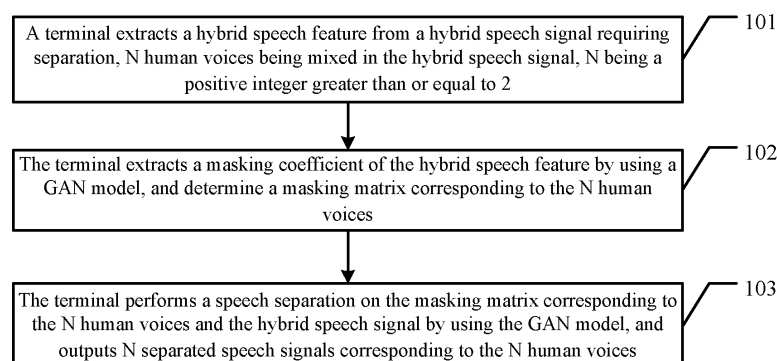 A terminal extracts a hybrid speech feature from a hybrid speech signal requiring
separation, N human voices being mixed in the hybrid speech signal, N being a
positive integer greater than or equal to 2
101
The terminal extracts a masking coefficient of the hybrid speech feature by using a
GAN model, and determine a masking matrix corresponding to the N human
voices
102
The terminal performs a speech separation on the masking matrix corresponding to
the N human voices and the hybrid speech signal by using the GAN model, and
outputs N separated speech signals corresponding to the N human voices
103